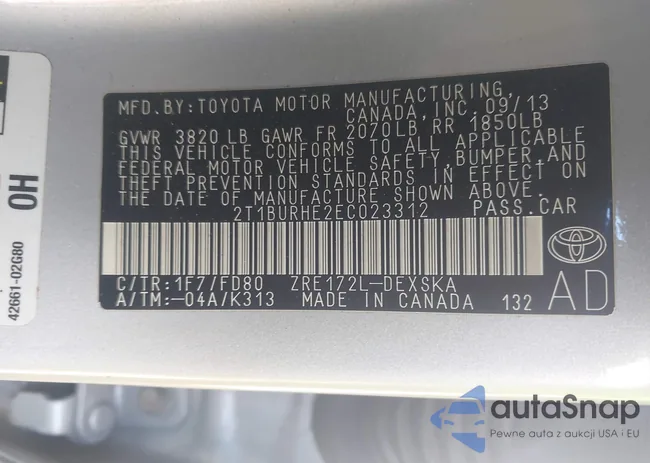 MFD.BY:TOYOTA MOTOR MANUFACTURING,
CANADA,INC.09/13
GVWR 3820 LB GAWR FR 2070LB,RR 1850LB
THIS VEHICLE CONFORMS TO ALL APPLICABLE
FEDERAL MOTOR VEHICLE SAFETY, BUMPER,AND
THEFT PREVENTION STANDARDS IN EFFECT ON
THE DATE OF MANUFACTURE SHOWN ABOVE.
2T1BURHE2EC023312 PASS.CAR
C/TR:1F7/FD80 ZRE172L-DEXSKA
A/TM:-04A/K313 MADE IN CANADA 132
AD
OH
42661-02G80
autaSnap
Pewne auta z aukcji USA i EU